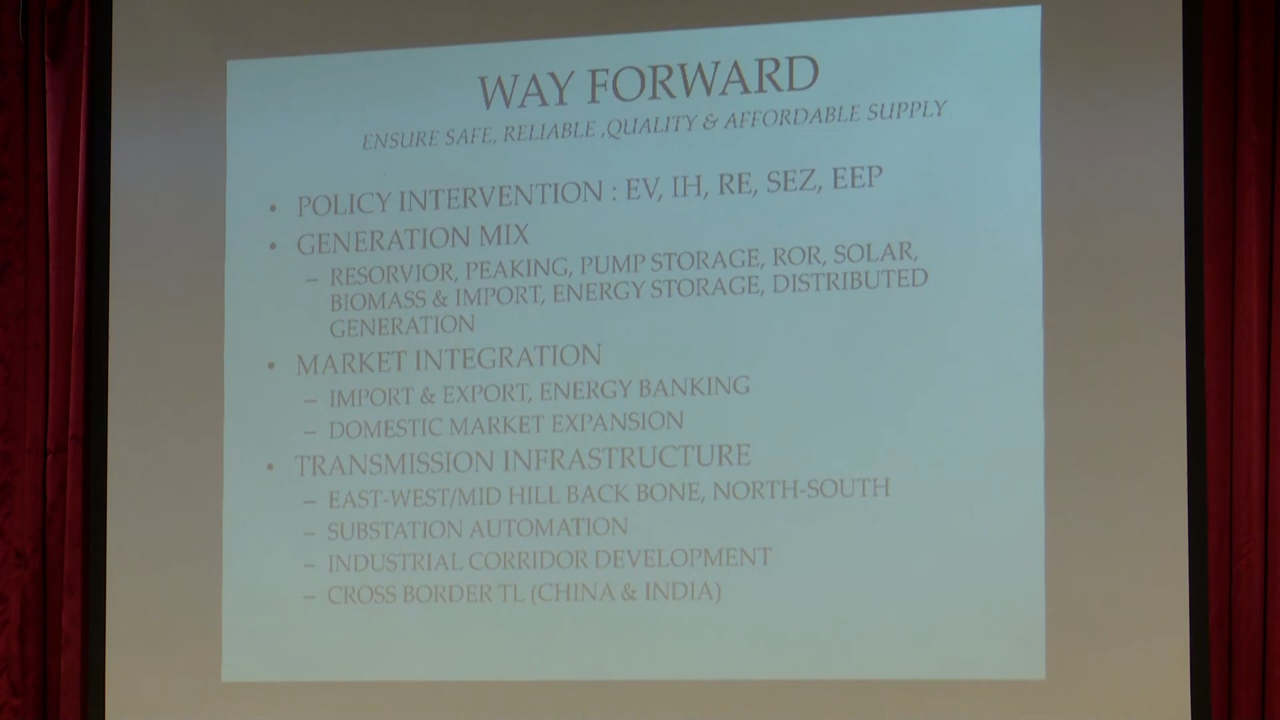 WAY FORWARD
ENSURE SAFE, RELIABLE ,QUALITY & AFFORDABLE SUPPLY
• POLICY INTERVENTION : EV, IH, RE, SEZ, EEP
• GENERATION MIX
– RESORVIOR, PEAKING, PUMP STORAGE, ROR, SOLAR,
BIOMASS & IMPORT, ENERGY STORAGE, DISTRIBUTED
GENERATION
• MARKET INTEGRATION
– IMPORT & EXPORT, ENERGY BANKING
– DOMESTIC MARKET EXPANSION
• TRANSMISSION INFRASTRUCTURE
– EAST-WEST/MID HILL BACK BONE, NORTH-SOUTH
– SUBSTATION AUTOMATION
– INDUSTRIAL CORRIDOR DEVELOPMENT
– CROSS BORDER TL (CHINA & INDIA)